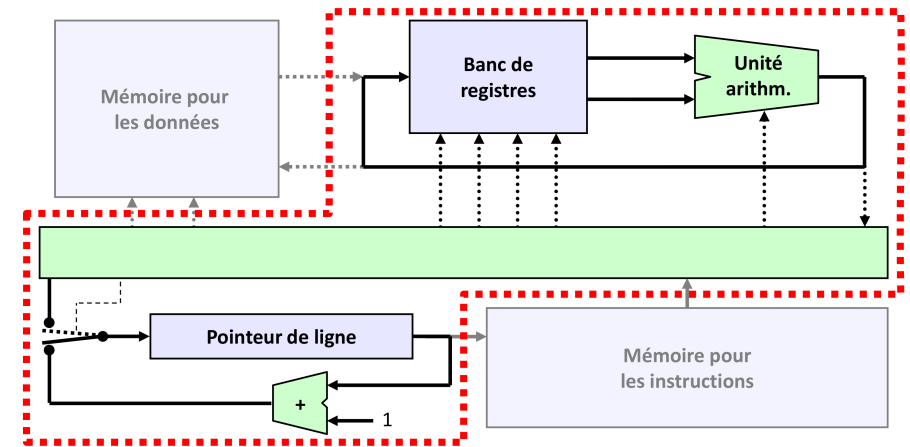 Mémoire pour
les données
Banc de
registres
Unité
arithm.
Pointeur de ligne
+
1
Mémoire pour
les instructions